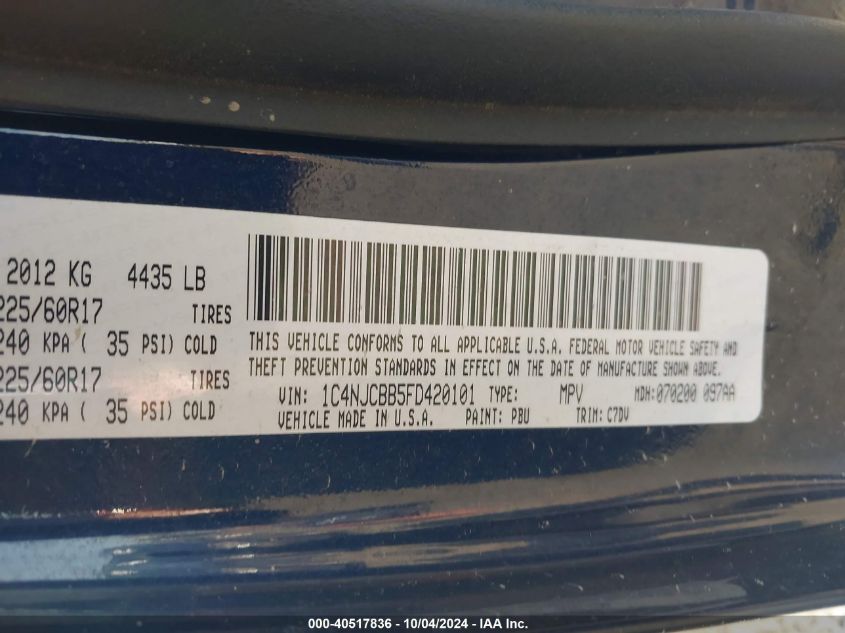 2012 KG 4435 LB
225/60R17 TIRES
240 KPA ( 35 PSI) COLD
225/60R17 TIRES
240 KPA ( 35 PSI) COLD
THIS VEHICLE CONFORMS TO ALL APPLICABLE U.S.A. FEDERAL MOTOR VEHICLE SAFETY AND
THEFT PREVENTION STANDARDS IN EFFECT ON THE DATE OF MANUFACTURE SHOWN ABOVE.
VIN: 1C4NJCBB5FD420101 TYPE: MPV MDH:070200 097AA
VEHICLE MADE IN U.S.A. PAINT: PBU TRIM: C7DV
000-40517836 - 10/04/2024 - IAA Inc.